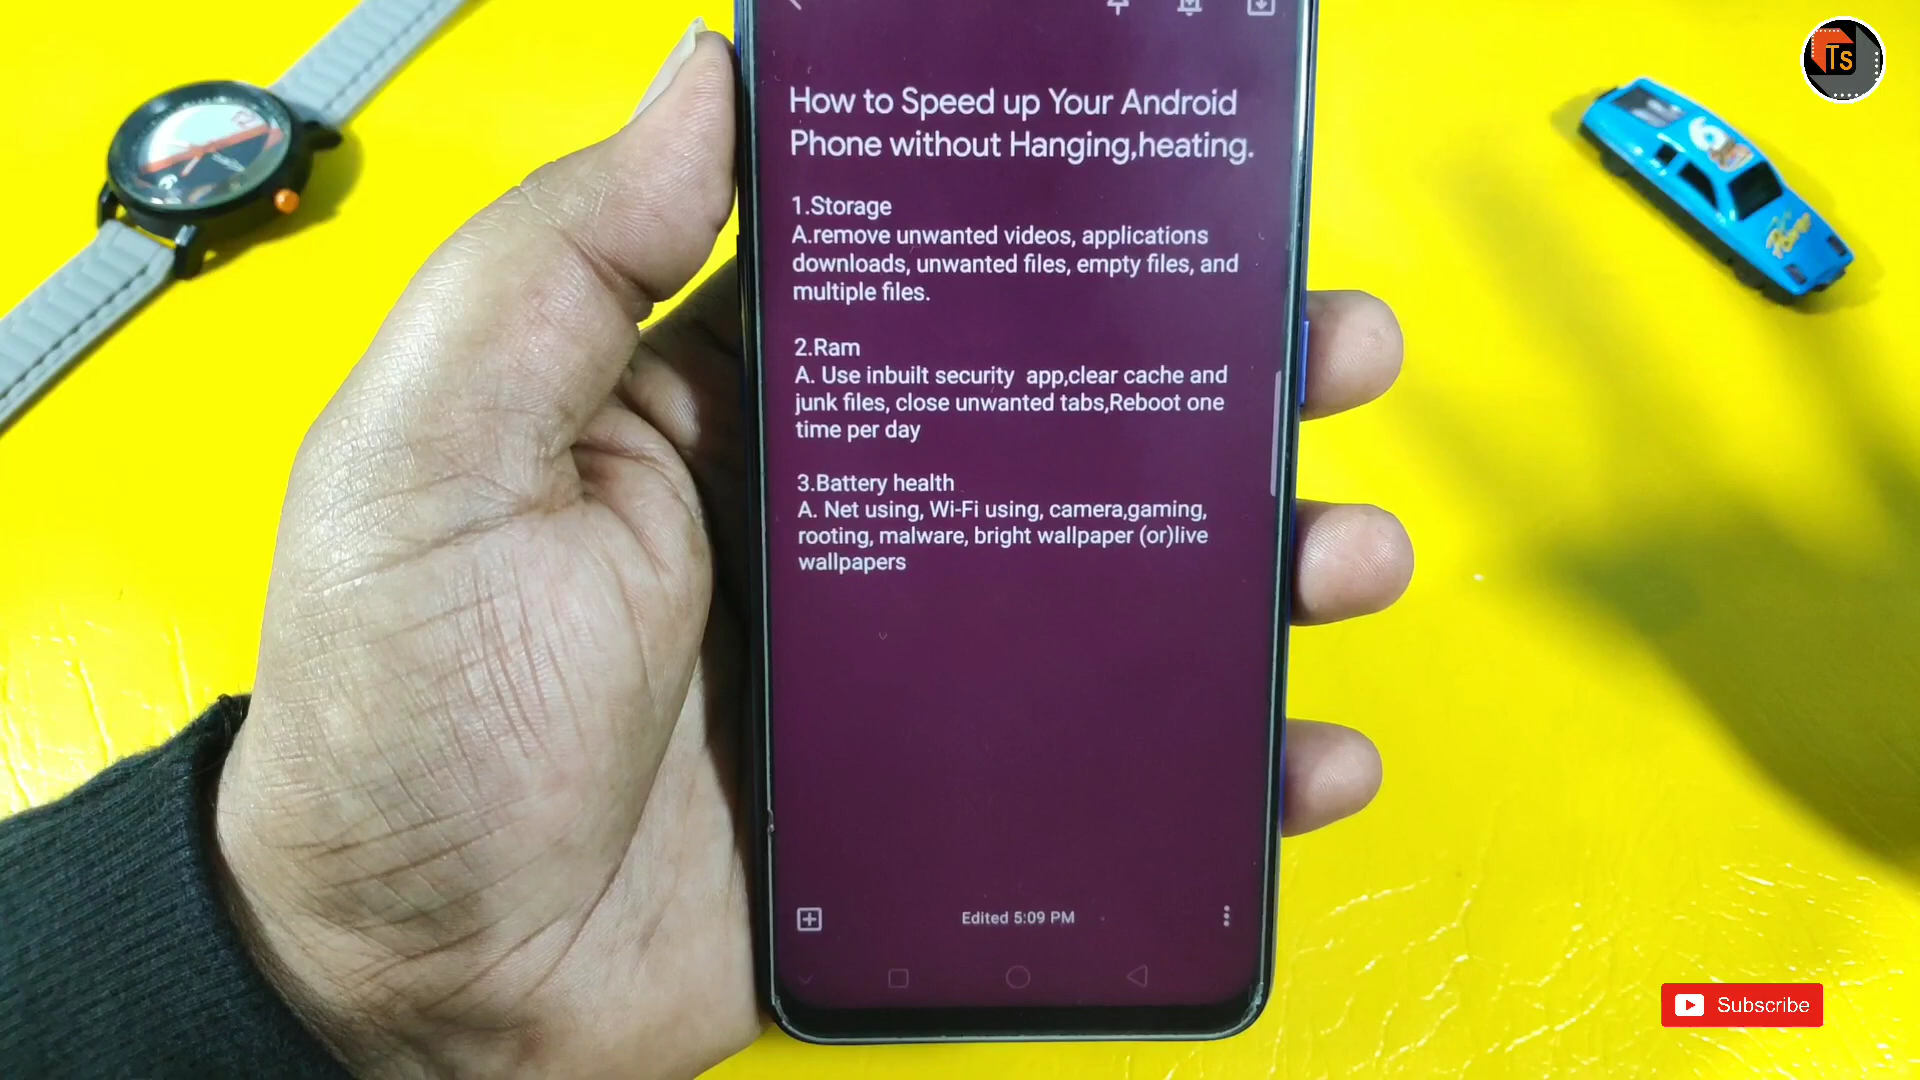 How to Speed up Your Android
Phone without Hanging,heating.
1.Storage
A.remove unwanted videos, applications
downloads, unwanted files, empty files, and
multiple files.
2.Ram
A. Use inbuilt security  app,clear cache and
junk files, close unwanted tabs,Reboot one
time per day
3.Battery health
A. Net using, Wi-Fi using, camera,gaming,
rooting, malware, bright wallpaper (or)live
wallpapers
Edited 5:09 PM
Ts
6
Power
Subscribe